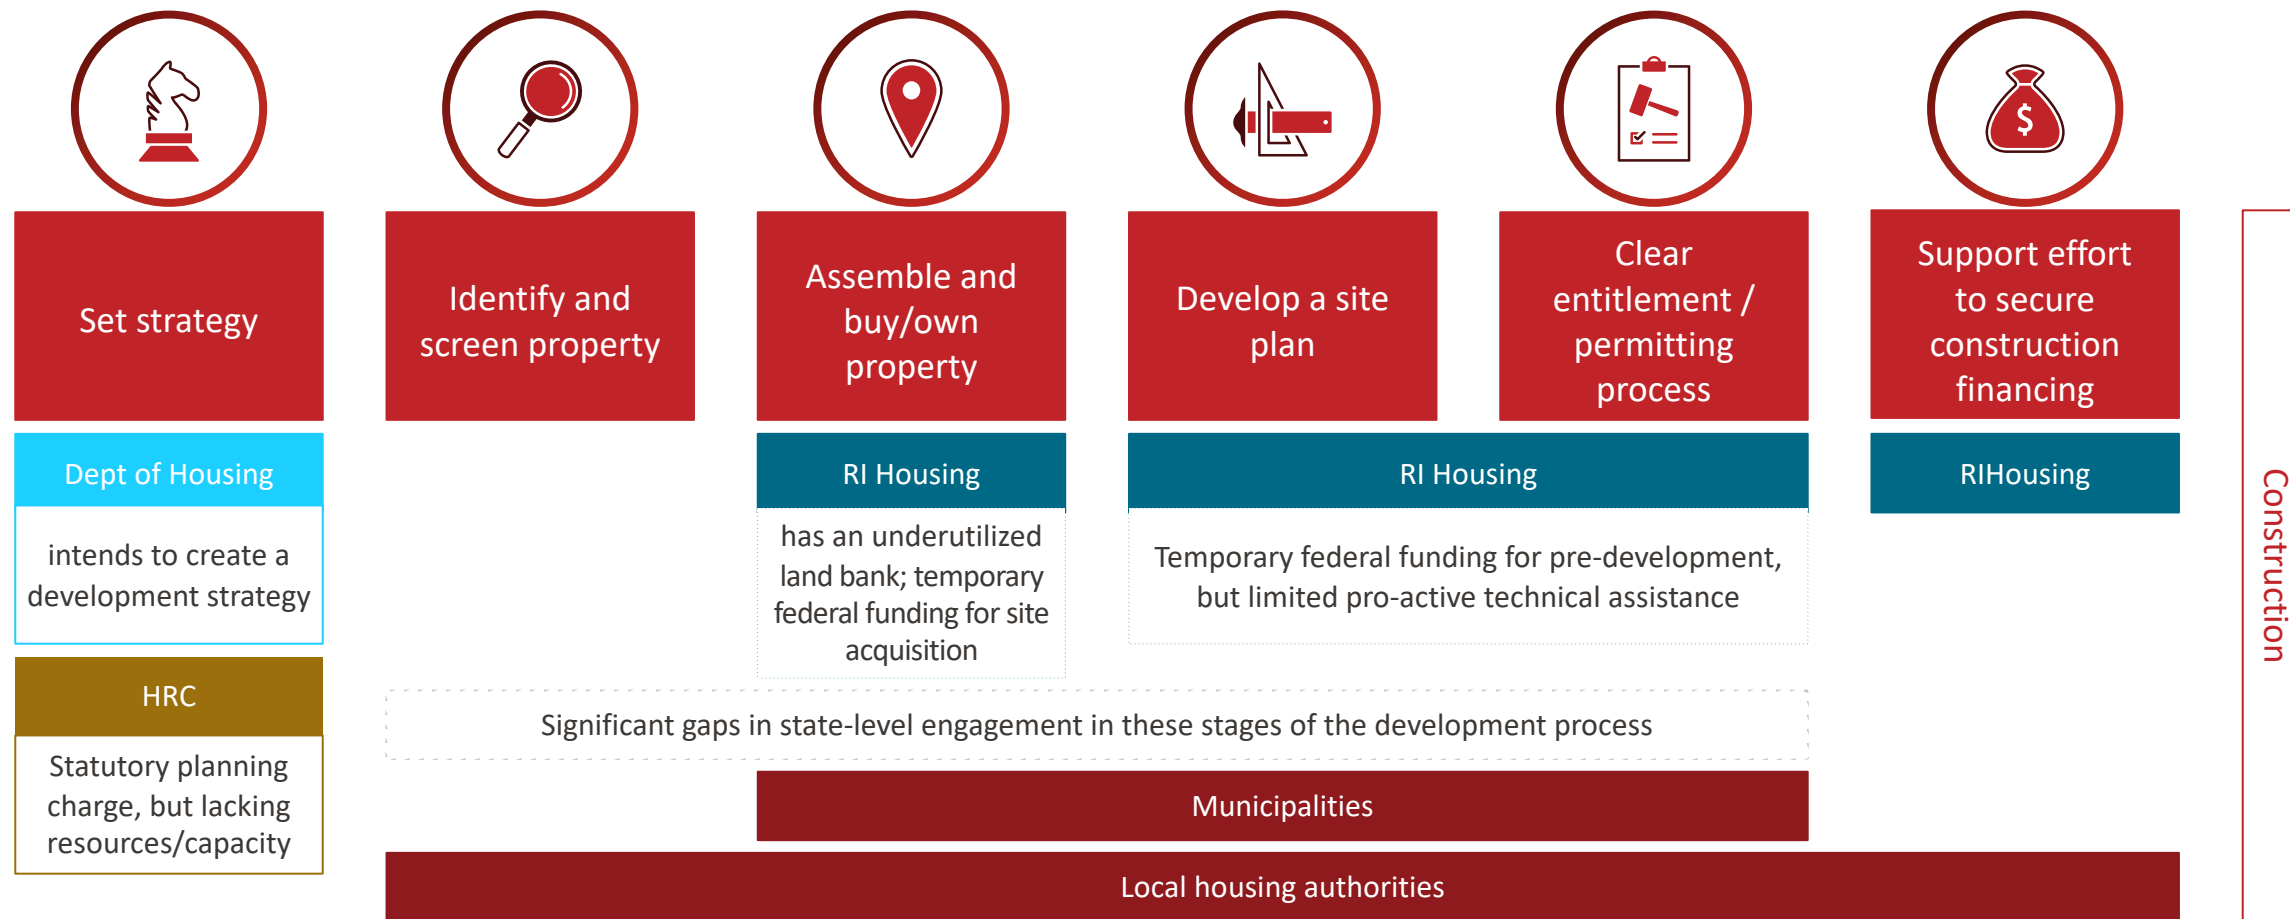 $
Set strategy
Identify and
screen property
Assemble and
buy/own
property
Develop a site
plan
Clear
entitlement /
permitting
process
Support effort
to secure
construction
financing
Dept of Housing
intends to create a
development strategy
HRC
Statutory planning
charge, but lacking
resources/capacity
RI Housing
has an underutilized
land bank; temporary
federal funding for site
acquisition
RI Housing
Temporary federal funding for pre-development,
but limited pro-active technical assistance
RIHousing
Significant gaps in state-level engagement in these stages of the development process
Municipalities
Local housing authorities
Construction